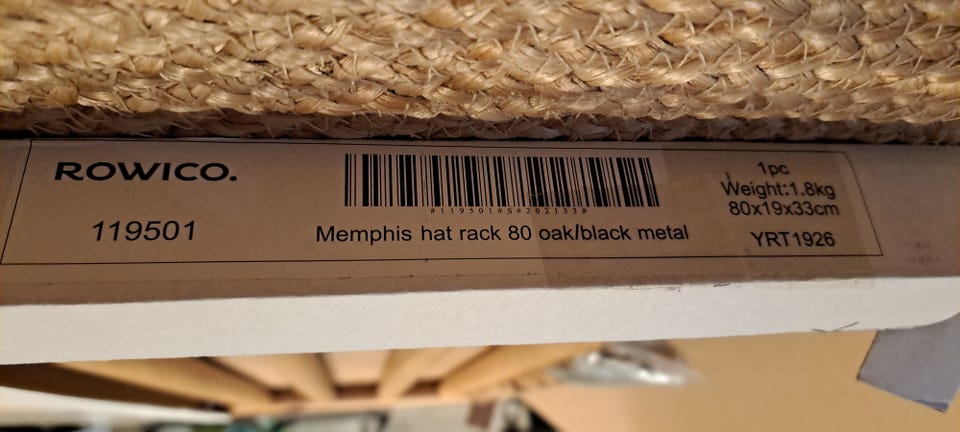 ROWICO.
119501
#119501#S#202133#
Memphis hat rack 80 oak/black metal
1pc
Weight:1.8kg
80x19x33cm
YRT1926